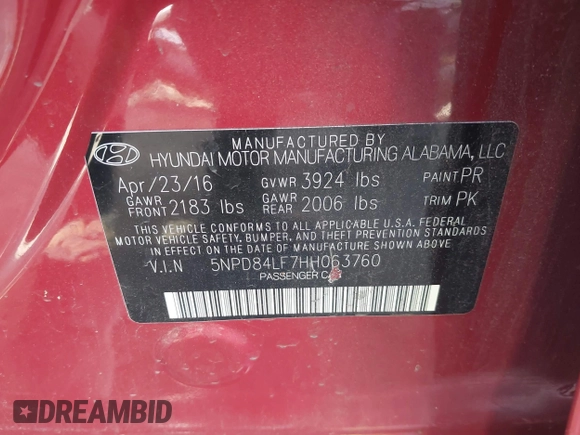 MANUFACTURED BY
HYUNDAI MOTOR MANUFACTURING ALABAMA, LLC
Apr/23/16 GVWR 3924 lbs PAINT PR
GAWR FRONT 2183 lbs GAWR REAR 2006 lbs TRIM PK
THIS VEHICLE CONFORMS TO ALL APPLICABLE U.S.A. FEDERAL
MOTOR VEHICLE SAFETY, BUMPER, AND THEFT PREVENTION STANDARDS
IN EFFECT ON THE DATE OF MANUFACTURE SHOWN ABOVE.
V.I.N 5NPD84LF7HH063760
PASSENGER CAR
DREAMBID